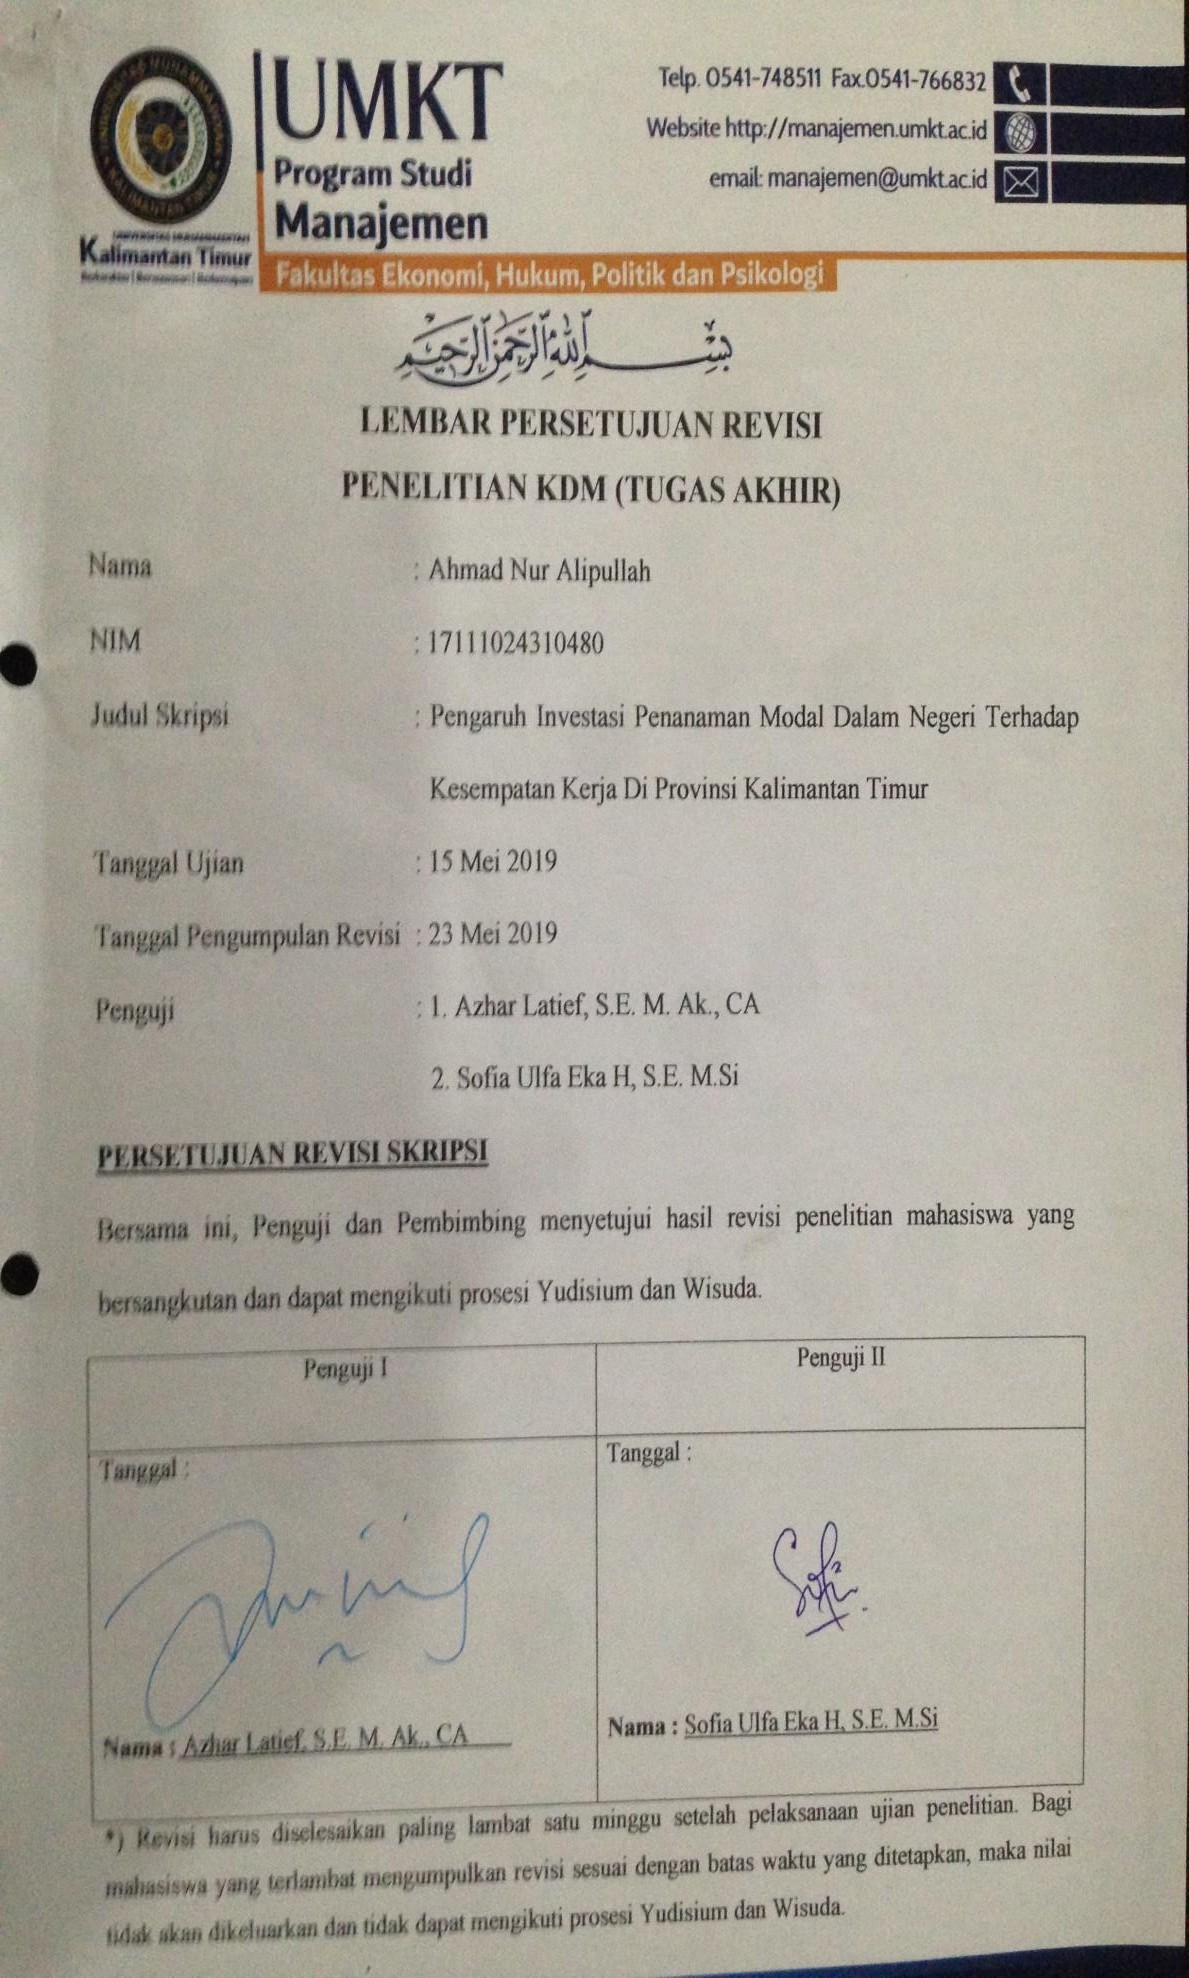 UMKT
Program Studi
Manajemen
Fakultas Ekonomi, Hukum, Politik dan Psikologi
Kalimantan Timur
Telp. 0541-748511 Fax.0541-766832
Website http://manajemen.umkt.ac.id
email: manajemen@umkt.ac.id
بِسْمِ اللهِ الرَّحْمٰنِ الرَّحِيْمِ
LEMBAR PERSETUJUAN REVISI
PENELITIAN KDM (TUGAS AKHIR)
Nama : Ahmad Nur Alipullah
NIM : 17111024310480
Judul Skripsi : Pengaruh Investasi Penanaman Modal Dalam Negeri Terhadap
Kesempatan Kerja Di Provinsi Kalimantan Timur
Tanggal Ujian : 15 Mei 2019
Tanggal Pengumpulan Revisi : 23 Mei 2019
Penguji : 1. Azhar Latief, S.E. M. Ak., CA
2. Sofia Ulfa Eka H, S.E. M.Si
PERSETUJUAN REVISI SKRIPSI
Bersama ini, Penguji dan Pembimbing menyetujui hasil revisi penelitian mahasiswa yang
bersangkutan dan dapat mengikuti prosesi Yudisium dan Wisuda.
Penguji I
Penguji II
Tanggal :
Tanggal :
Nama : Azhar Latief, S.E. M. Ak., CA
Nama : Sofia Ulfa Eka H, S.E. M.Si
*) Revisi harus diselesaikan paling lambat satu minggu setelah pelaksanaan ujian penelitian. Bagi
mahasiswa yang terlambat mengumpulkan revisi sesuai dengan batas waktu yang ditetapkan, maka nilai
tidak akan dikeluarkan dan tidak dapat mengikuti prosesi Yudisium dan Wisuda.